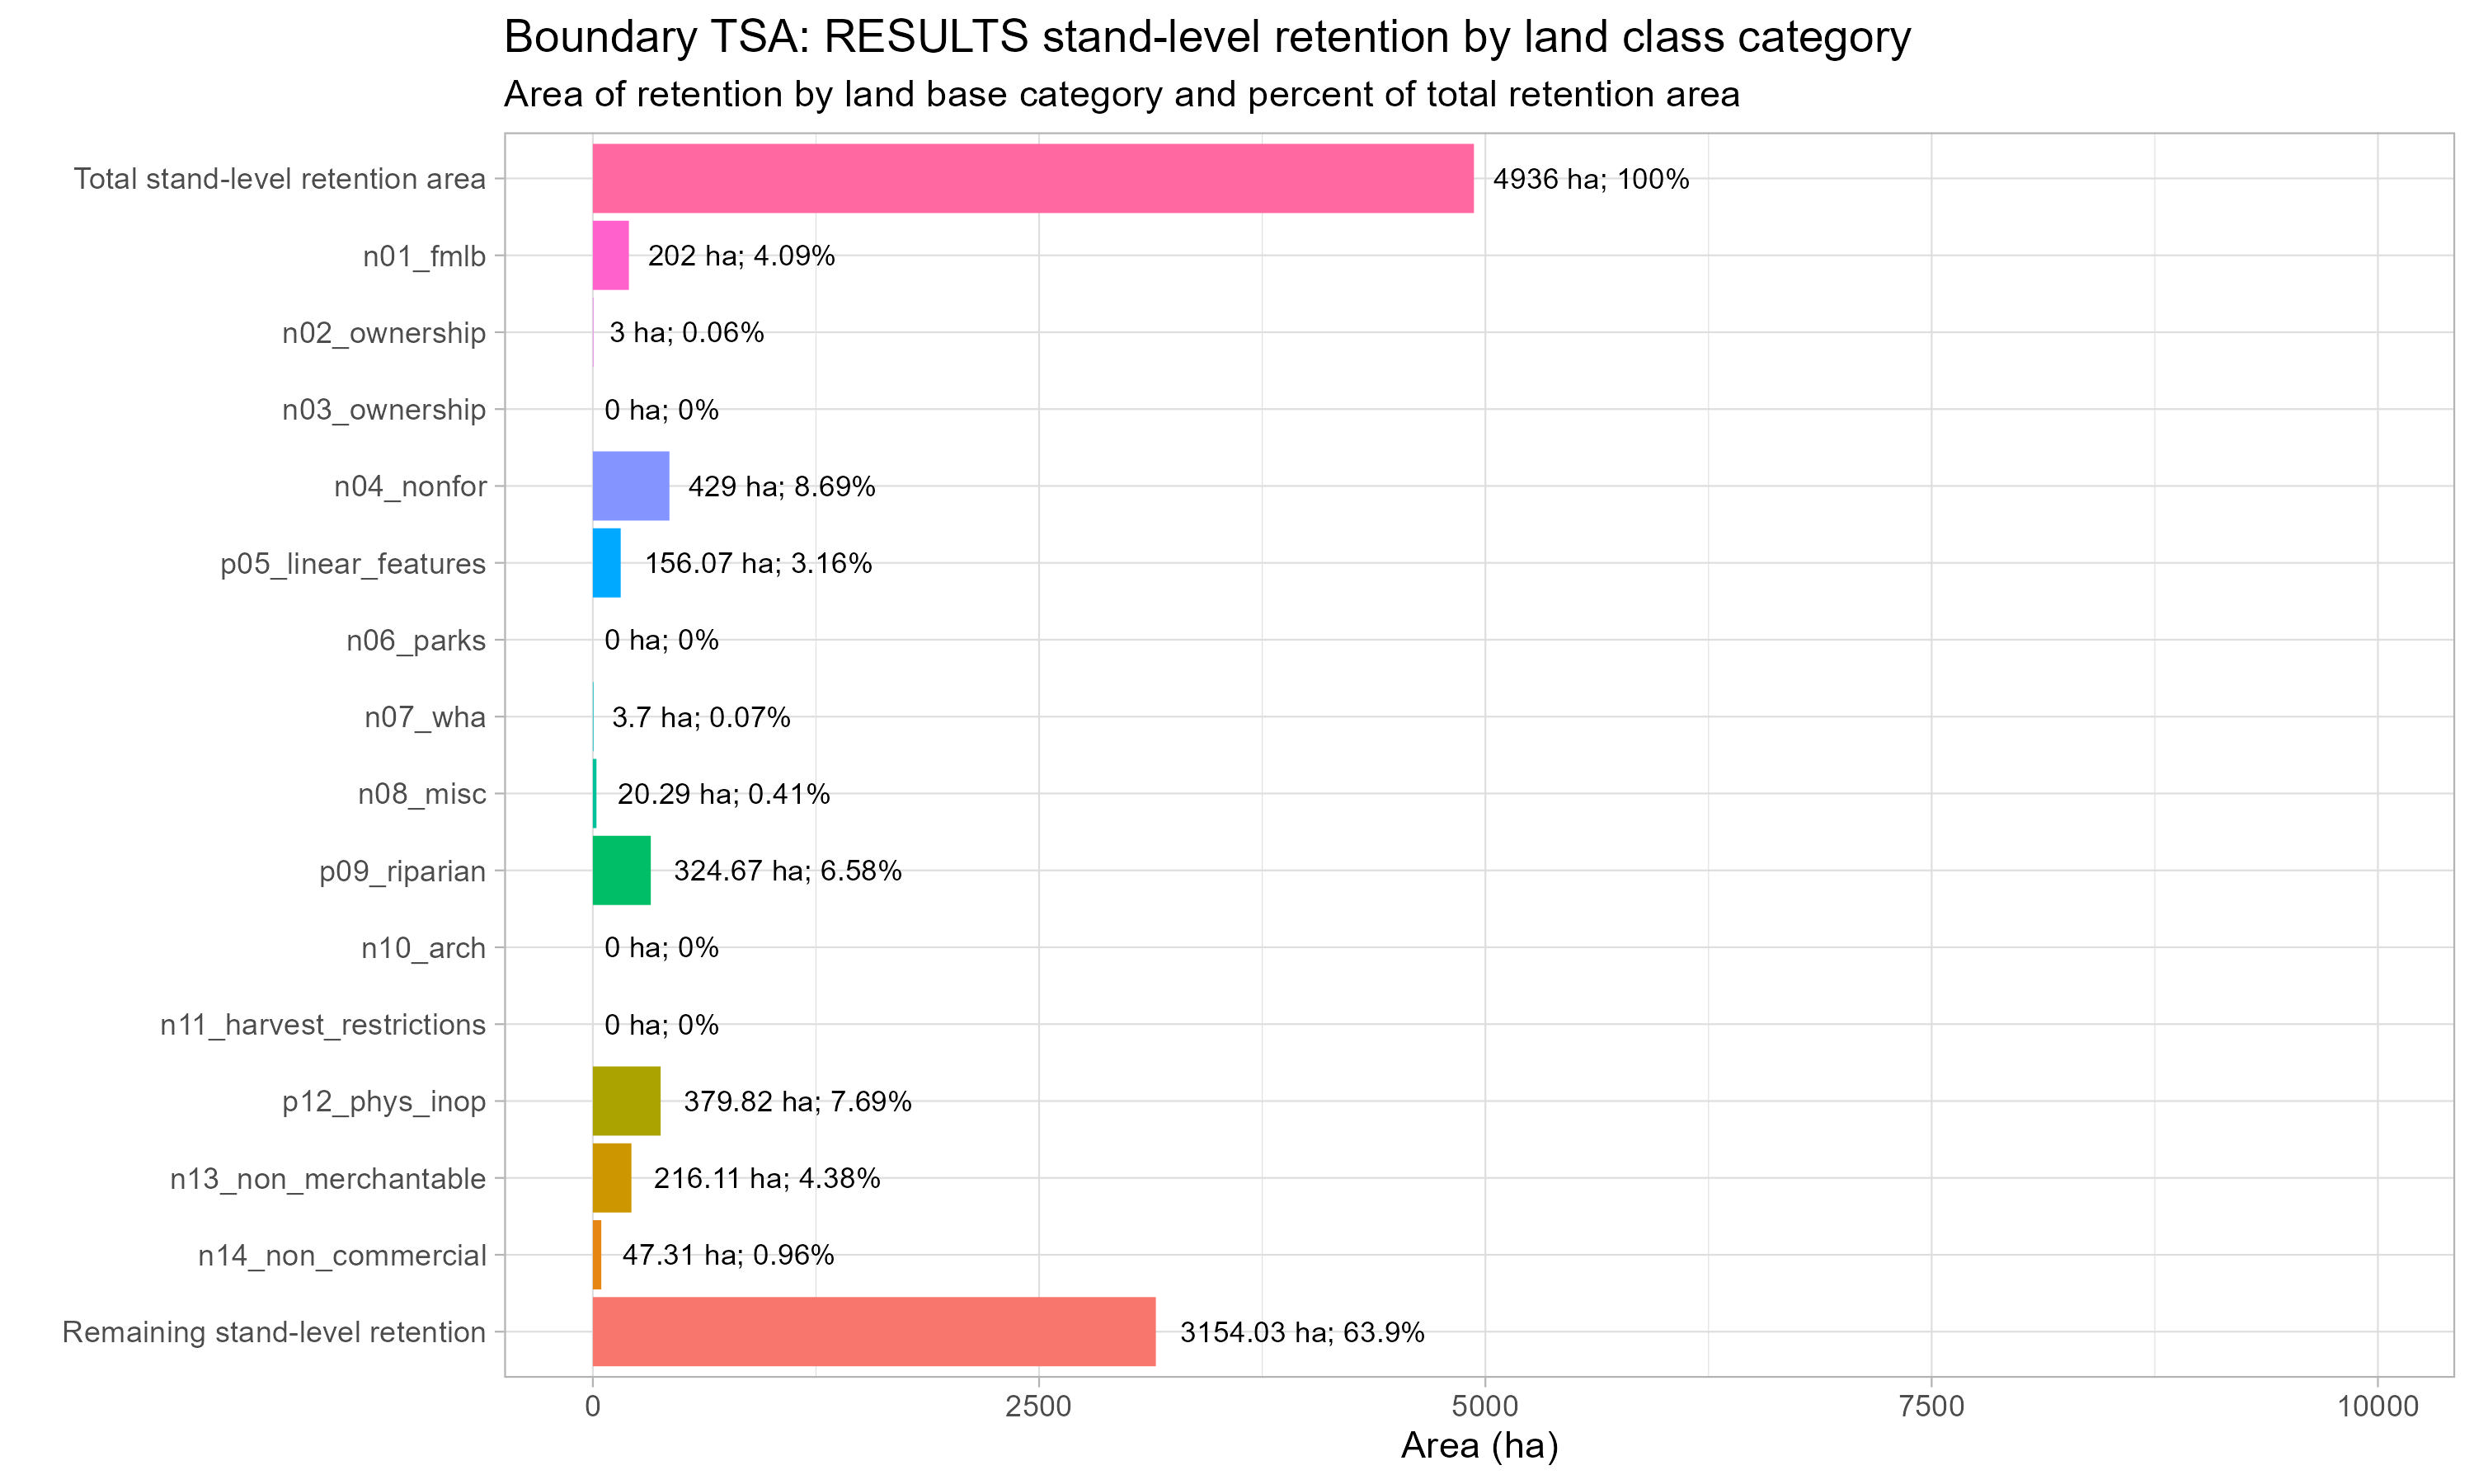 Boundary TSA: RESULTS stand-level retention by land class category
Area of retention by land base category and percent of total retention area
Total stand-level retention area 4936 ha; 100%
n01_fmlb 202 ha; 4.09%
n02_ownership 3 ha; 0.06%
n03_ownership 0 ha; 0%
n04_nonfor 429 ha; 8.69%
p05_linear_features 156.07 ha; 3.16%
n06_parks 0 ha; 0%
n07_wha 3.7 ha; 0.07%
n08_misc 20.29 ha; 0.41%
p09_riparian 324.67 ha; 6.58%
n10_arch 0 ha; 0%
n11_harvest_restrictions 0 ha; 0%
p12_phys_inop 379.82 ha; 7.69%
n13_non_merchantable 216.11 ha; 4.38%
n14_non_commercial 47.31 ha; 0.96%
Remaining stand-level retention 3154.03 ha; 63.9%
0 2500 5000 7500 10000
Area (ha)